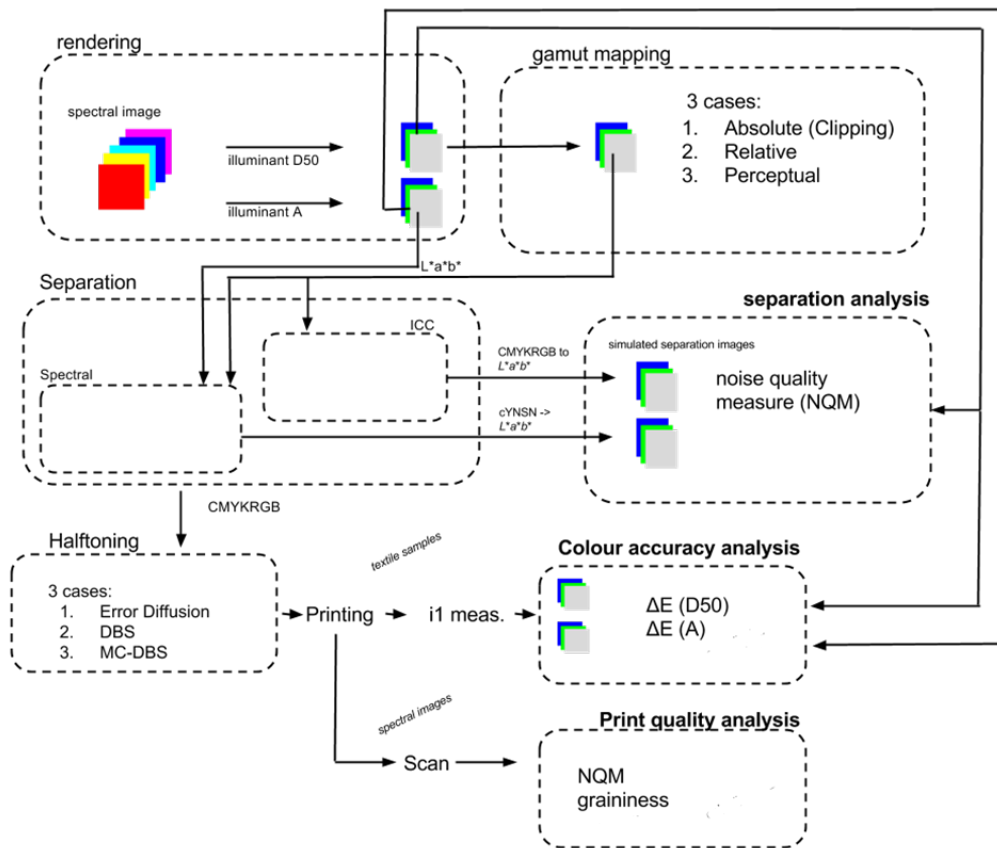 rendering
spectral image
illuminant D50
illuminant A
gamut mapping
3 cases:
1. Absolute (Clipping)
2. Relative
3. Perceptual
L*a*b*
Separation
ICC
Spectral
CMYKRGB to
L*a*b*
cYNSN ->
L*a*b*
separation analysis
simulated separation images
noise quality
measure (NQM)
CMYKRGB
Halftoning
3 cases:
1. Error Diffusion
2. DBS
3. MC-DBS
Printing
textile samples
i1 meas.
Colour accuracy analysis
ΔE (D50)
ΔE (A)
spectral images
Scan
Print quality analysis
NQM
graininess